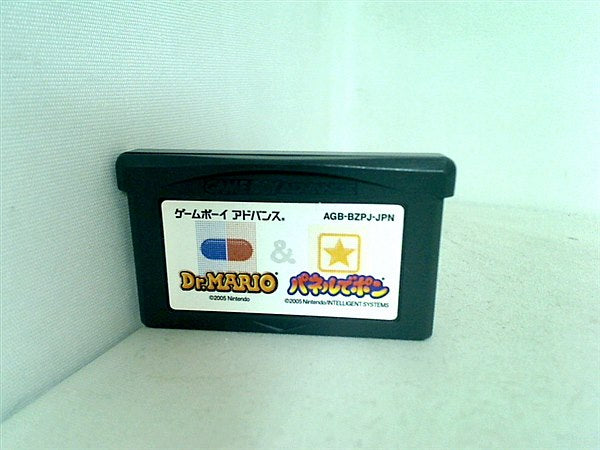 GAME BOY ADVANCE
ゲームボーイ アドバンス® AGB-BZPJ-JPN
&
Dr.MARIO パネルでポン
©2005 Nintendo ©2005 Nintendo/INTELLIGENT SYSTEMS